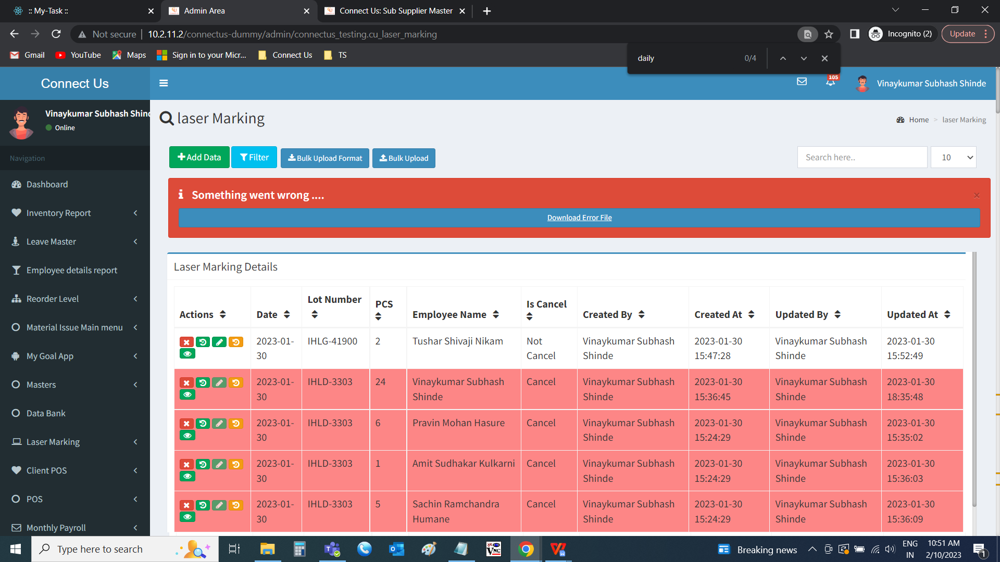 :: My-Task ::
Admin Area
Connect Us: Sub Supplier Master
Not secure
10.2.11.2/connectus-dummy/admin/connectus_testing.cu_laser_marking
Incognito (2)
Update
Gmail
YouTube
Maps
Sign in to your Micr...
Connect Us
TS
daily
0/4
Connect Us
105
Vinaykumar Subhash Shinde
Vinaykumar Subhash Shind
Online
laser Marking
Home > laser Marking
Navigation
Add Data
Filter
Bulk Upload Format
Bulk Upload
Search here..
10
Something went wrong ....
×
Download Error File
Dashboard
Inventory Report
Leave Master
Employee details report
Reorder Level
Material Issue Main menu
My Goal App
Masters
Data Bank
Laser Marking
Client POS
POS
Monthly Payroll
Laser Marking Details
Actions Date Lot Number PCS Employee Name Is Cancel Created By Created At Updated By Updated At
2023-01-30 IHLG-41900 2 Tushar Shivaji Nikam Not Cancel Vinaykumar Subhash Shinde 2023-01-30 15:47:28 Vinaykumar Subhash Shinde 2023-01-30 15:52:49
2023-01-30 IHLD-3303 24 Vinaykumar Subhash Shinde Cancel Vinaykumar Subhash Shinde 2023-01-30 15:36:45 Vinaykumar Subhash Shinde 2023-01-30 18:35:48
2023-01-30 IHLD-3303 6 Pravin Mohan Hasure Cancel Vinaykumar Subhash Shinde 2023-01-30 15:24:29 Vinaykumar Subhash Shinde 2023-01-30 15:35:02
2023-01-30 IHLD-3303 1 Amit Sudhakar Kulkarni Cancel Vinaykumar Subhash Shinde 2023-01-30 15:24:29 Vinaykumar Subhash Shinde 2023-01-30 15:36:03
2023-01-30 IHLD-3303 5 Sachin Ramchandra Humane Cancel Vinaykumar Subhash Shinde 2023-01-30 15:24:29 Vinaykumar Subhash Shinde 2023-01-30 15:36:09
Type here to search
VNC
Breaking news
ENG
IN
10:51 AM
2/10/2023
1